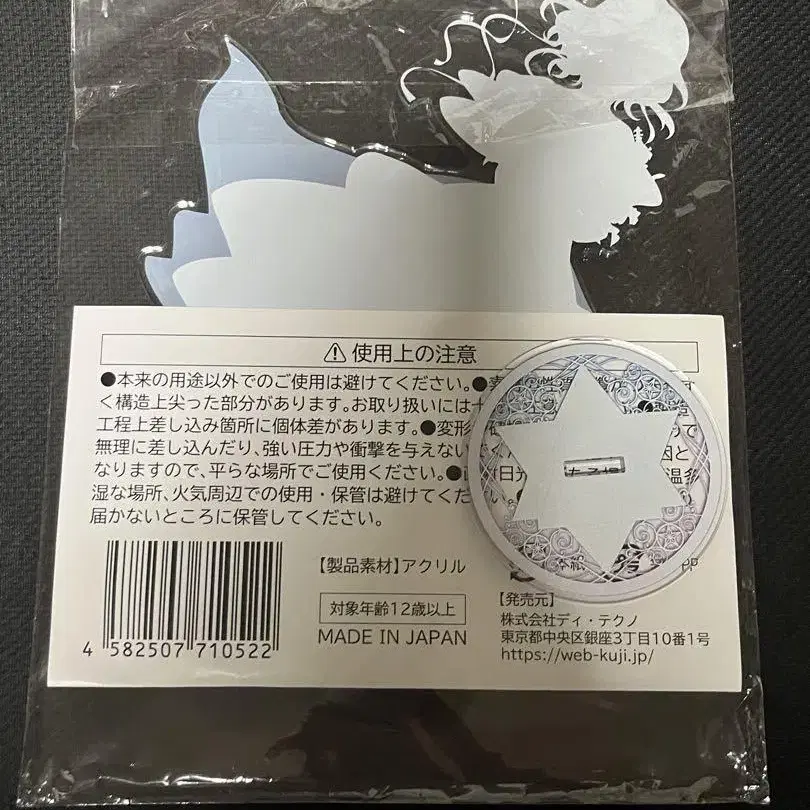 ⚠使用上の注意
●本来の用途以外でのご使用は避けてください。●
く構造上尖った部分があります。お取り扱いには
工程上差し込み箇所に個体差があります。●変形
無理に差し込んだり、強い圧力や衝撃を与えない
なりますので、平らな場所でご使用ください。●
湿な場所、火気周辺での使用・保管は避けてくだ
届かないところに保管してください。
【製品素材】アクリル
対象年齢12歳以上
MADE IN JAPAN
【発売元】
株式会社ディ・テクノ
東京都中央区銀座3丁目10番1号
https://web-kuji.jp/
4 582507 710522